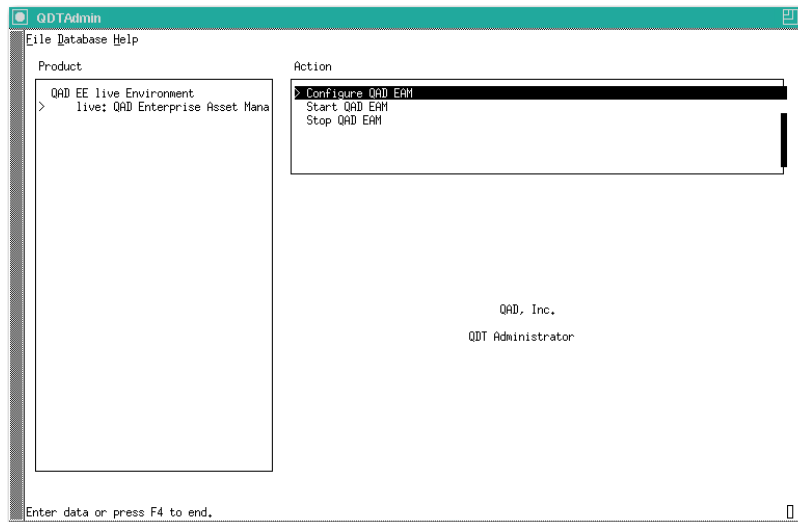 QDTAdmin
File Database Help
Product
Action
QAD EE live Environment
> live: QAD Enterprise Asset Mana
> Configure QAD EAM
Start QAD EAM
Stop QAD EAM
QAD, Inc.
QDT Administrator
Enter data or press F4 to end.